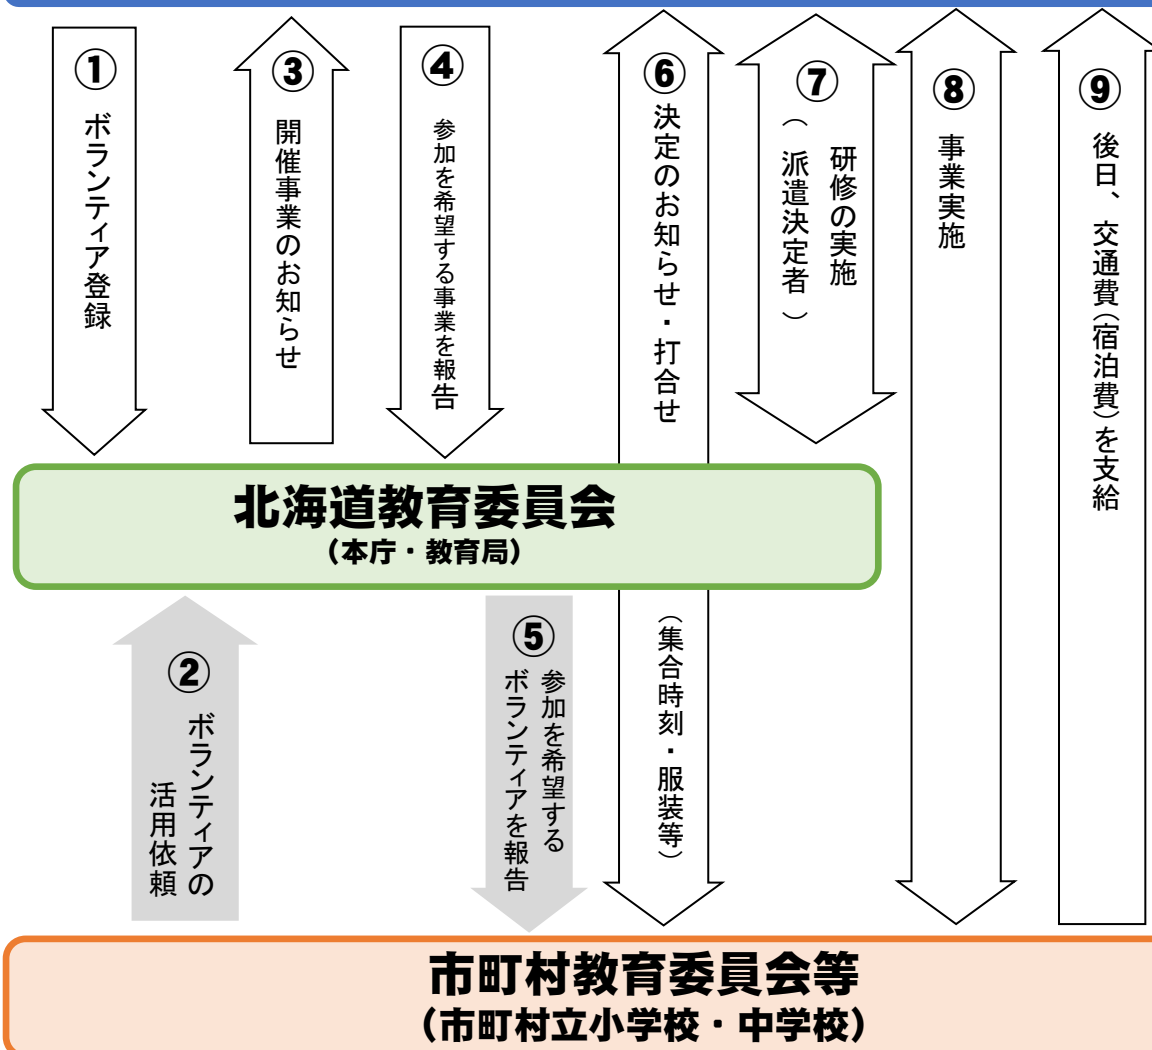 ①
ボランティア登録
③
開催事業のお知らせ
④
参加を希望する事業を報告
⑥
決定のお知らせ・打合せ
（集合時刻・服装等）
⑦
研修の実施
（派遣決定者）
⑧
事業実施
⑨
後日、交通費(宿泊費)を支給
北海道教育委員会
（本庁・教育局）
②
ボランティアの
活用依頼
⑤
参加を希望する
ボランティアを報告
市町村教育委員会等
（市町村立小学校・中学校）